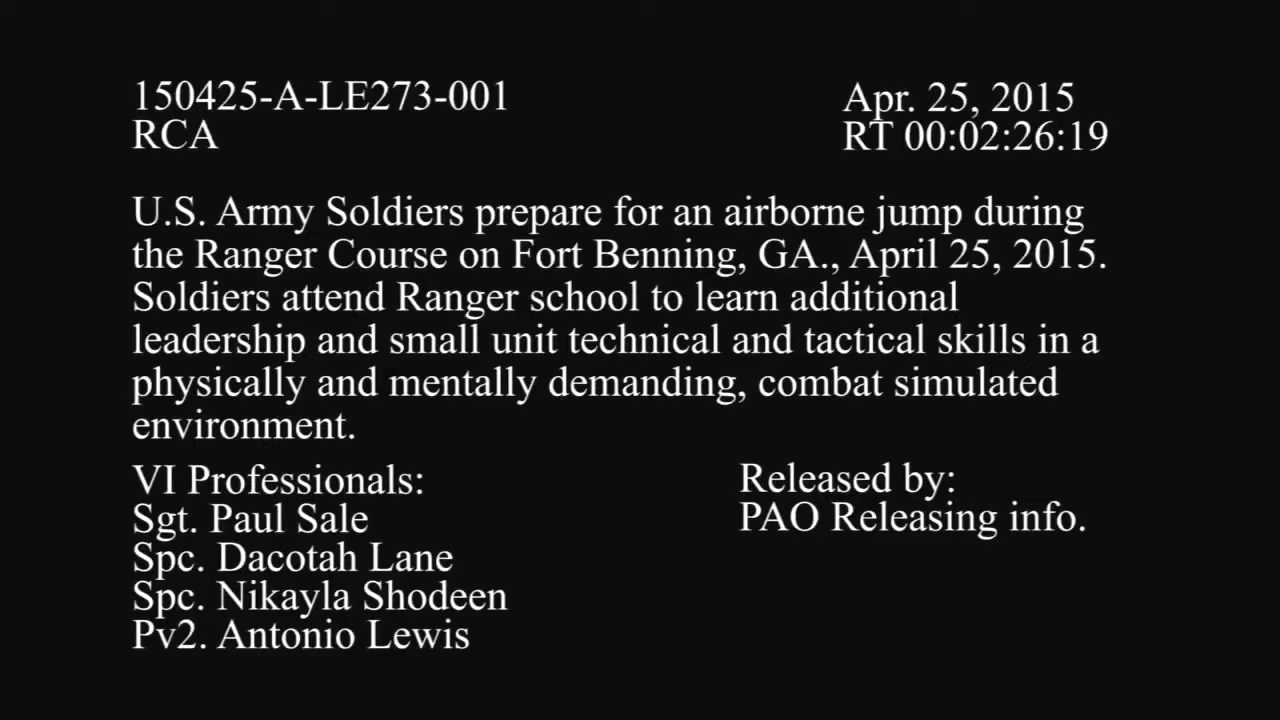 150425-A-LE273-001
RCA
Apr. 25, 2015
RT 00:02:26:19
U.S. Army Soldiers prepare for an airborne jump during
the Ranger Course on Fort Benning, GA., April 25, 2015.
Soldiers attend Ranger school to learn additional
leadership and small unit technical and tactical skills in a
physically and mentally demanding, combat simulated
environment.
VI Professionals:
Sgt. Paul Sale
Spc. Dacotah Lane
Spc. Nikayla Shodeen
Pv2. Antonio Lewis
Released by:
PAO Releasing info.